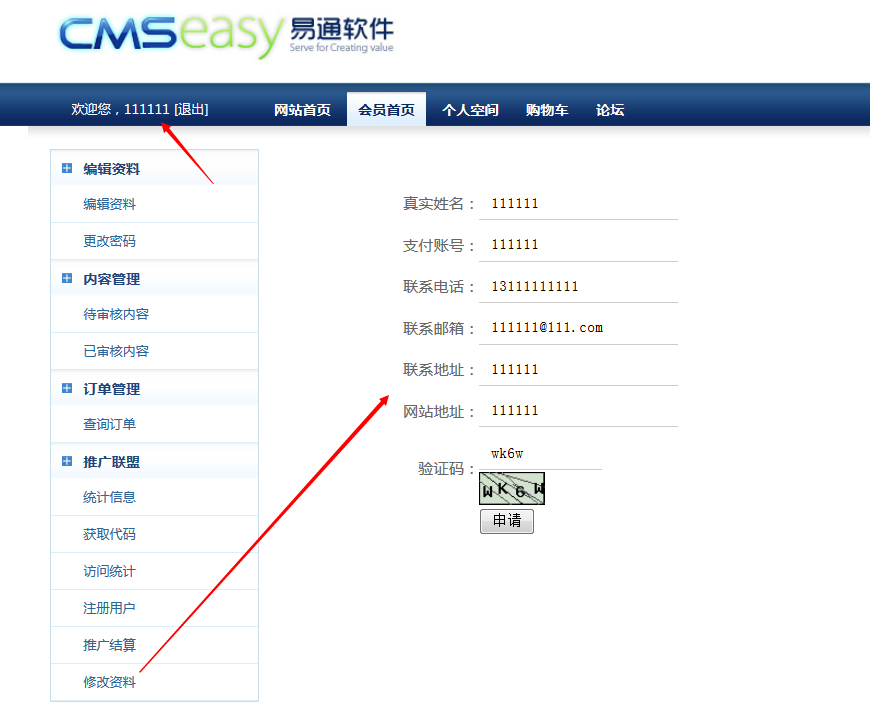 CMSeasy 易通软件
Serve for Creating value
欢迎您，111111 [退出] 网站首页 会员首页 个人空间 购物车 论坛
编辑资料
编辑资料
更改密码
内容管理
待审核内容
已审核内容
订单管理
查询订单
推广联盟
统计信息
获取代码
访问统计
注册用户
推广结算
修改资料
真实姓名： 111111
支付账号： 111111
联系电话： 13111111111
联系邮箱： 111111@111.com
联系地址： 111111
网站地址： 111111
验证码： wk6w
WK6W
申请